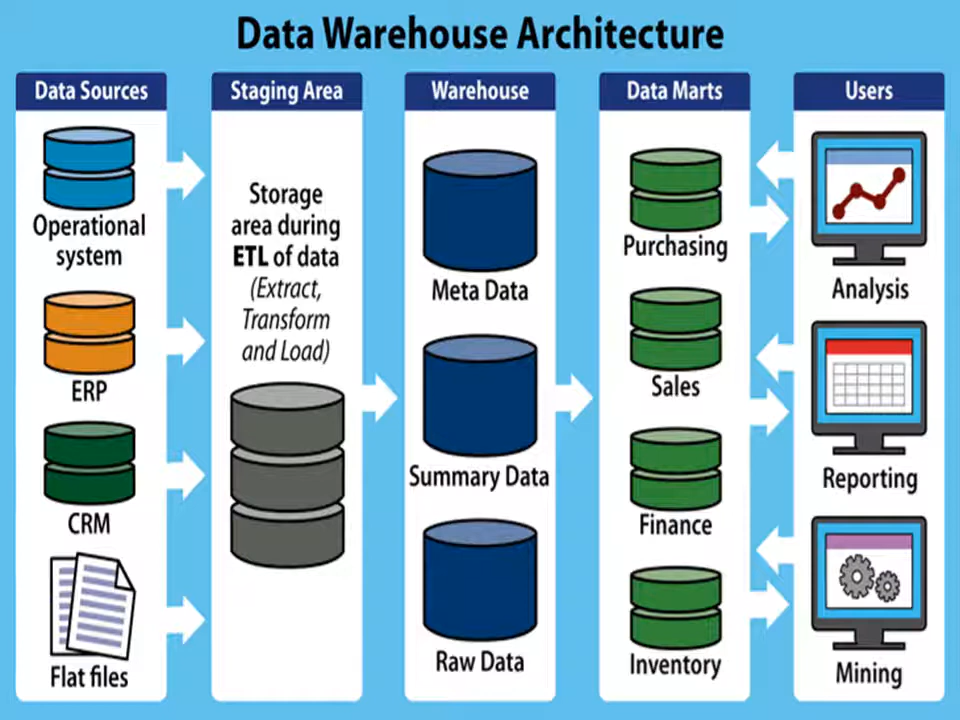 Data Warehouse Architecture
Data Sources
Operational
system
ERP
CRM
Flat files
Staging Area
Storage
area during
ETL of data
(Extract,
Transform
and Load)
Warehouse
Meta Data
Summary Data
Raw Data
Data Marts
Purchasing
Sales
Finance
Inventory
Users
Analysis
Reporting
Mining